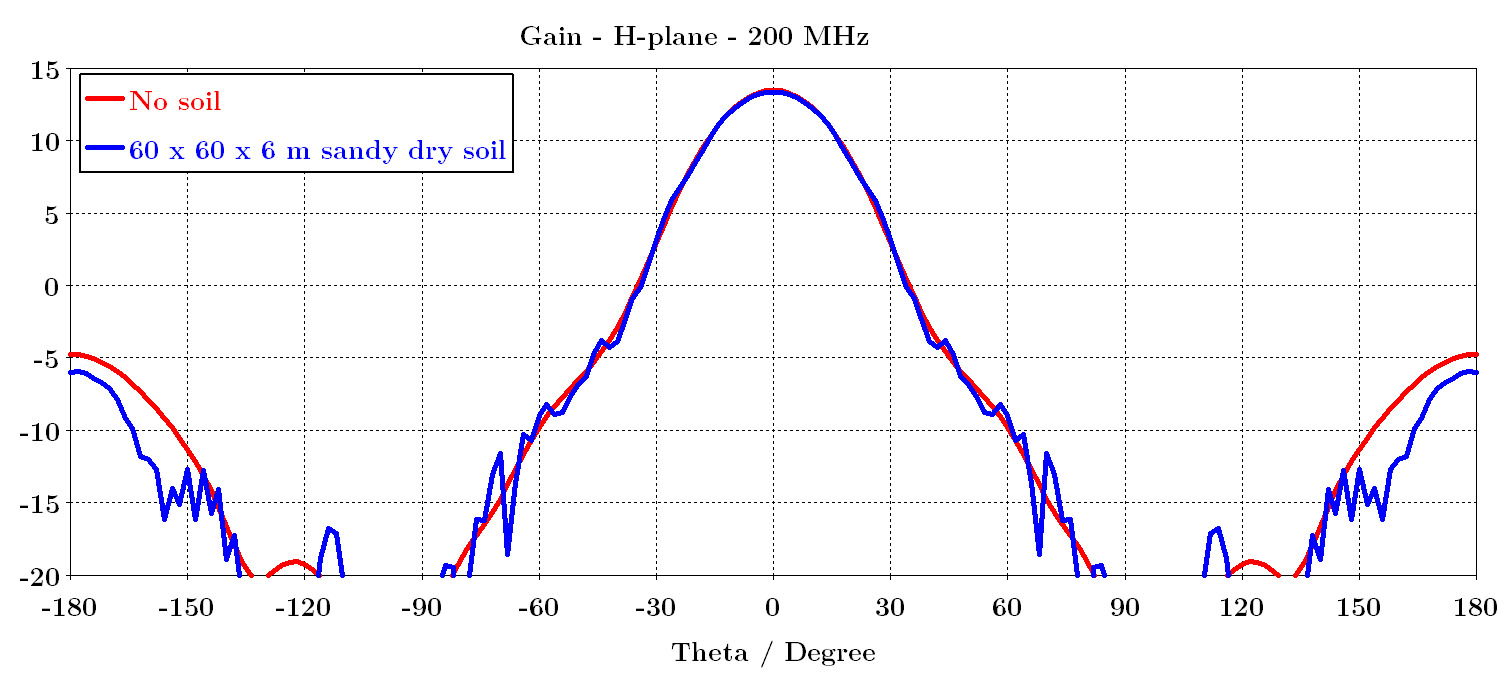 Gain - H-plane - 200 MHz
15
No soil
10
60 x 60 x 6 m sandy dry soil
5
0
-5
-10
-15
-20
-180 -150 -120 -90 -60 -30 0 30 60 90 120 150 180
Theta / Degree